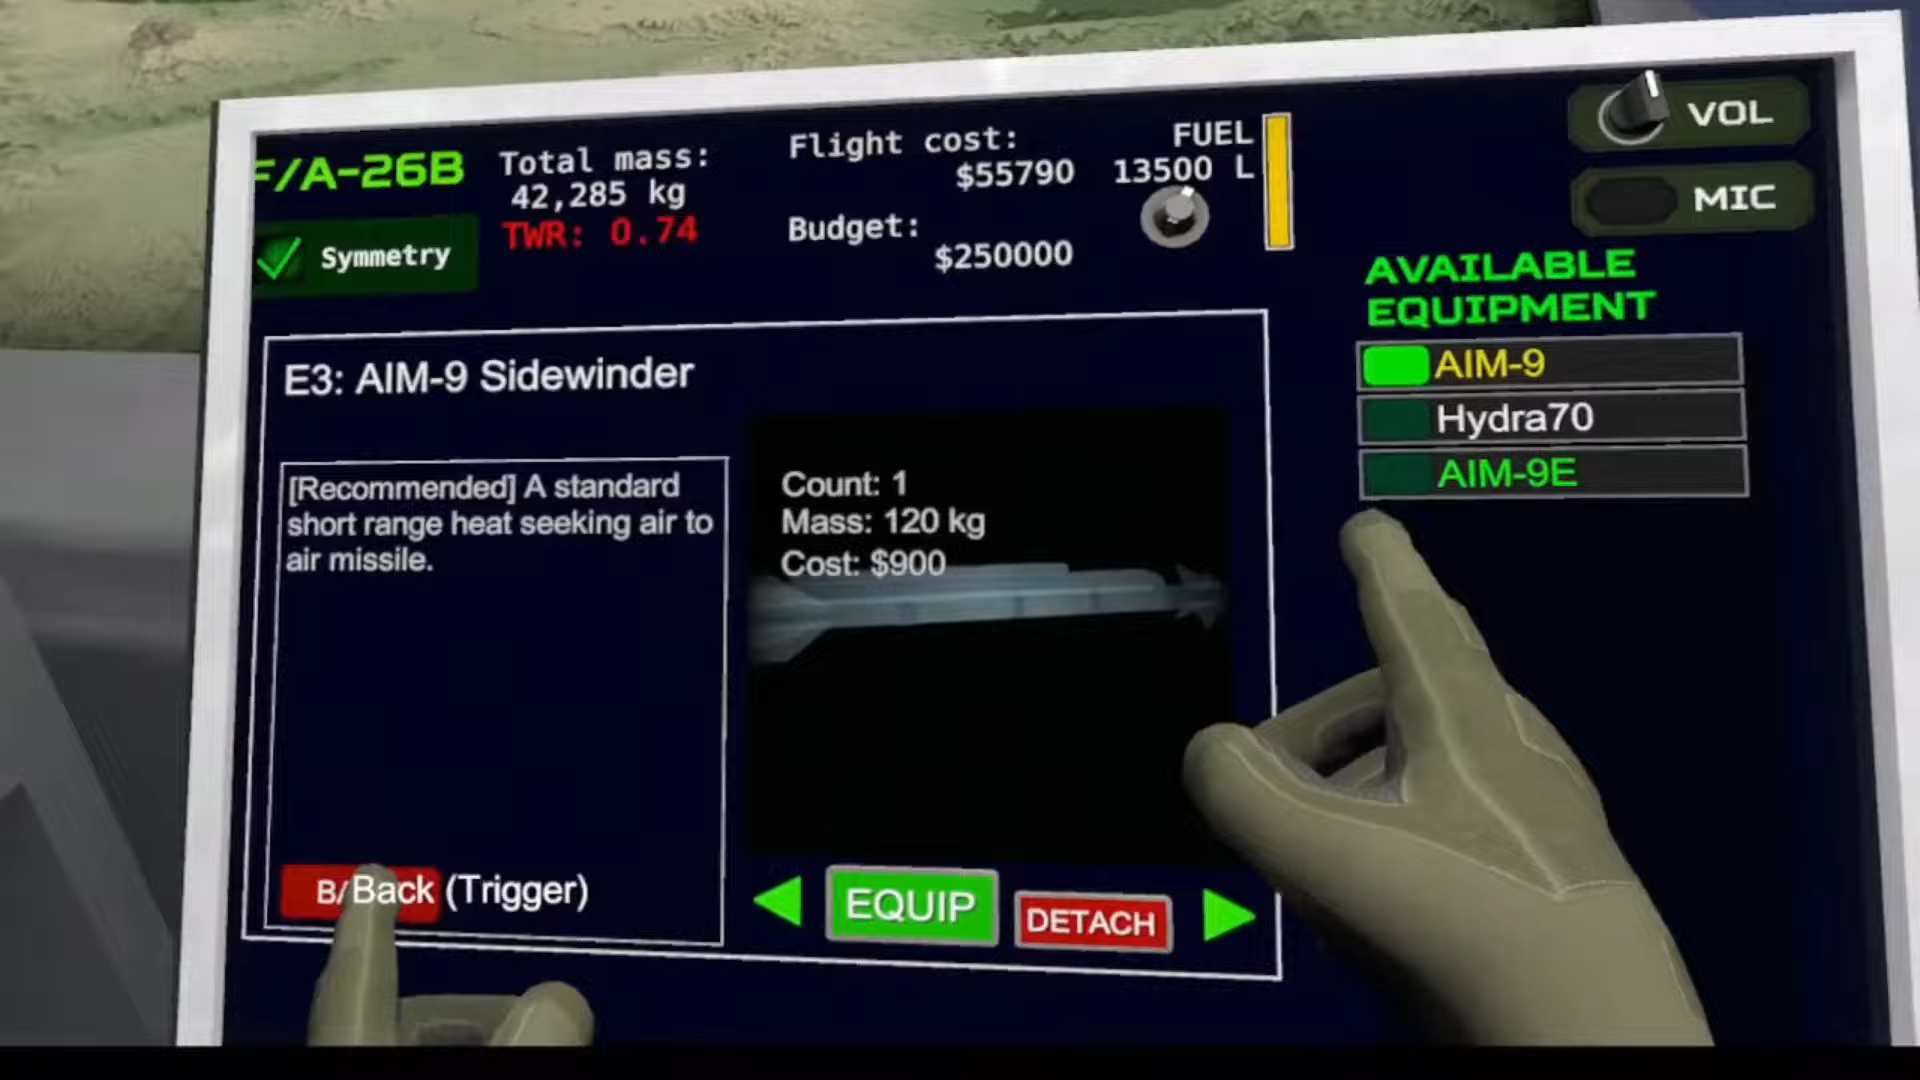 F/A-26B
Symmetry
Total mass:
42,285 kg
TWR: 0.74
Flight cost:
$55790
Budget:
$250000
FUEL
13500 L
VOL
MIC
AVAILABLE
EQUIPMENT
AIM-9
Hydra70
AIM-9E
E3: AIM-9 Sidewinder
[Recommended] A standard
short range heat seeking air to
air missile.
Count: 1
Mass: 120 kg
Cost: $900
B/Back (Trigger)
EQUIP
DETACH